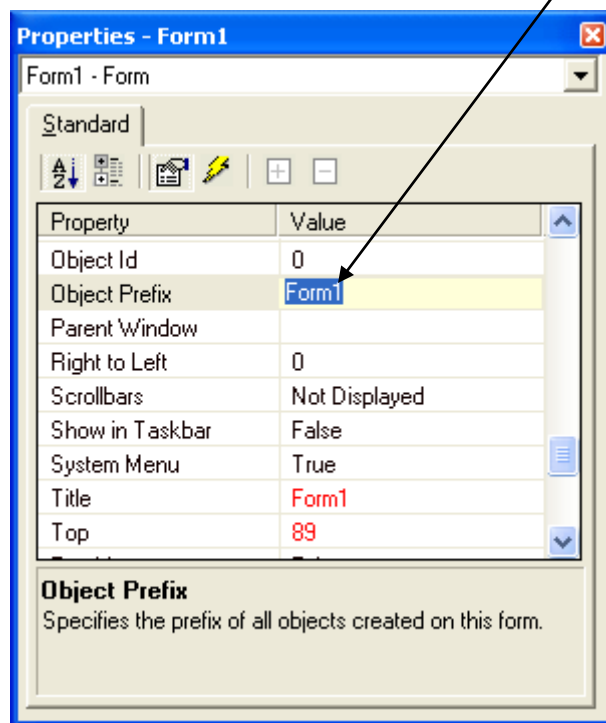 Properties - Form1
Form1 - Form
Standard
A Z
Property Value
Object Id 0
Object Prefix Form1
Parent Window
Right to Left 0
Scrollbars Not Displayed
Show in Taskbar False
System Menu True
Title Form1
Top 89
Object Prefix
Specifies the prefix of all objects created on this form.